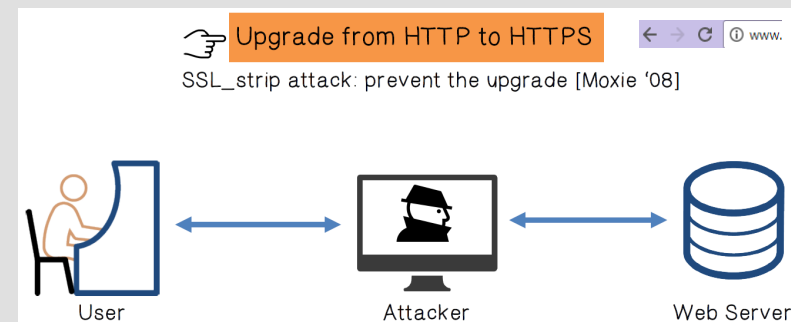 Upgrade from HTTP to HTTPS
www.
SSL_strip attack: prevent the upgrade [Moxie '08]
User
Attacker
Web Server